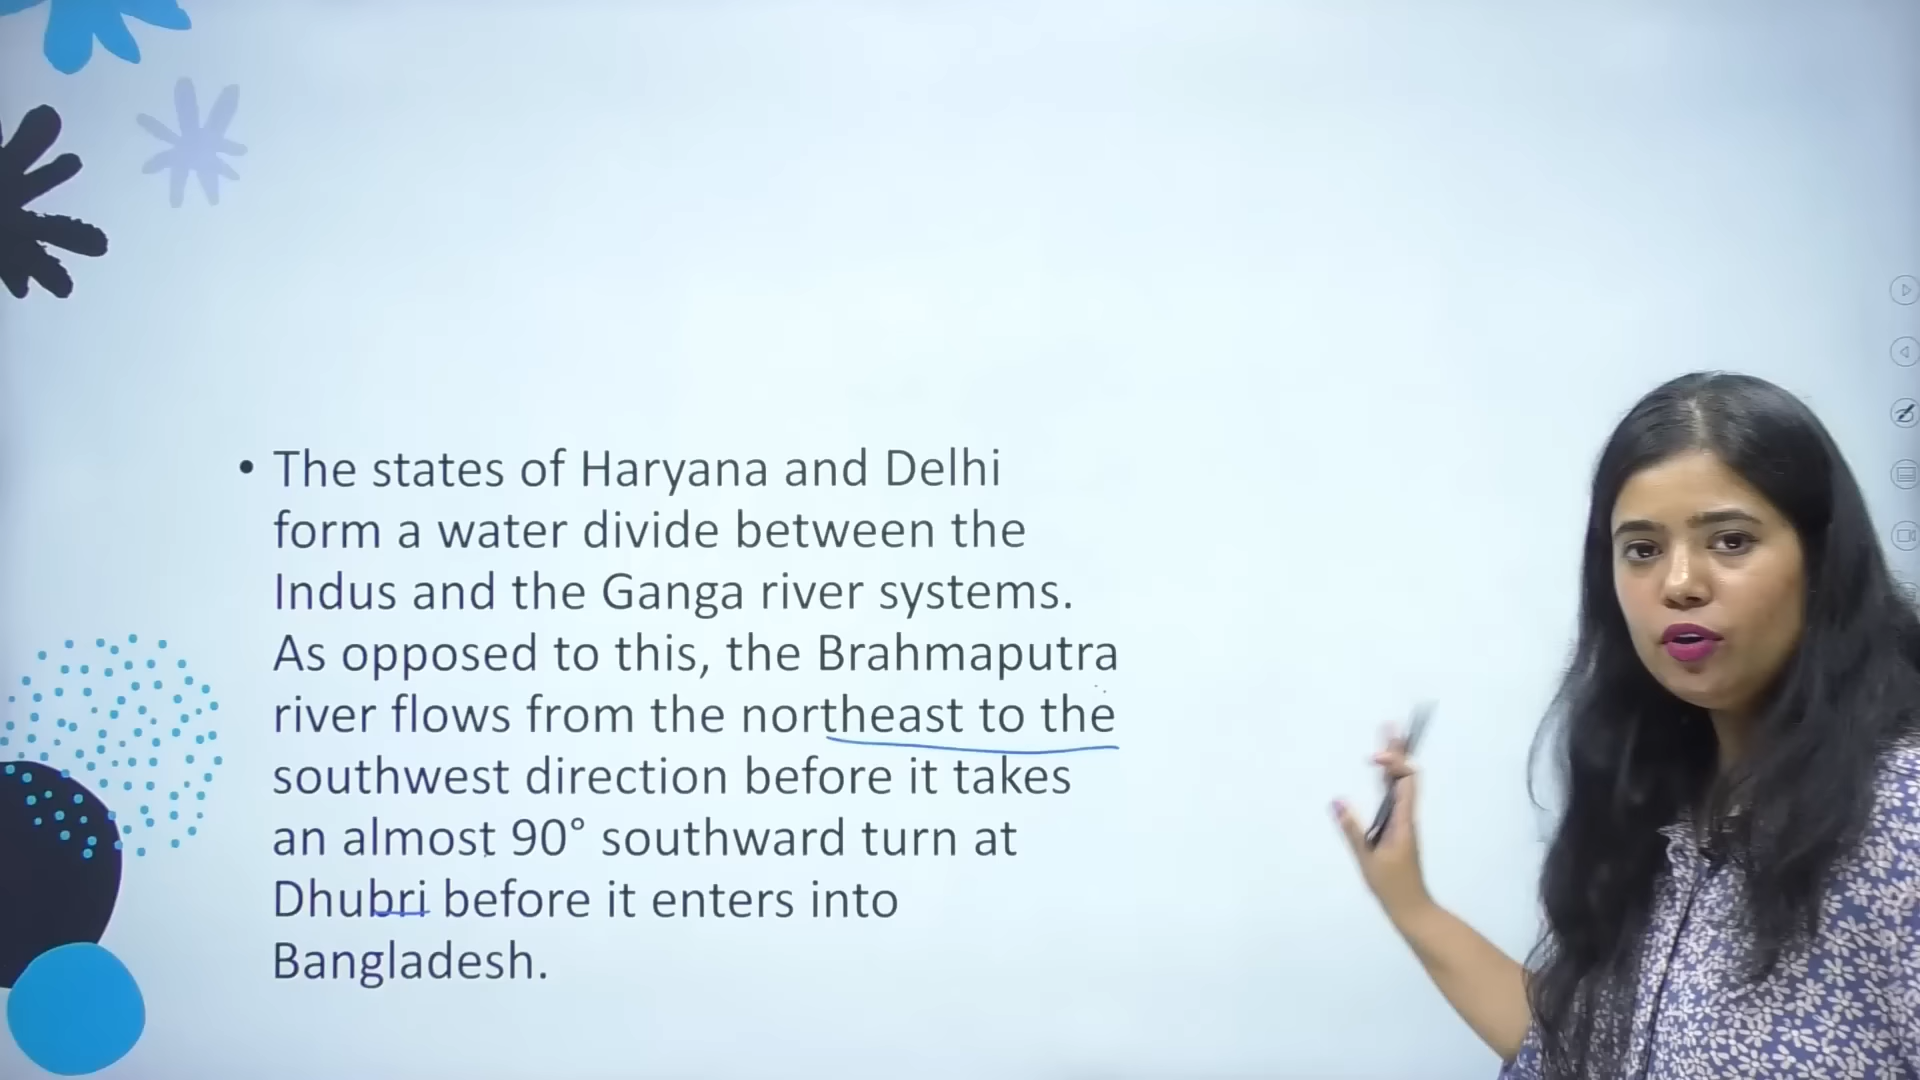 • The states of Haryana and Delhi
form a water divide between the
Indus and the Ganga river systems.
As opposed to this, the Brahmaputra
river flows from the northeast to the
southwest direction before it takes
an almost 90° southward turn at
Dhubri before it enters into
Bangladesh.